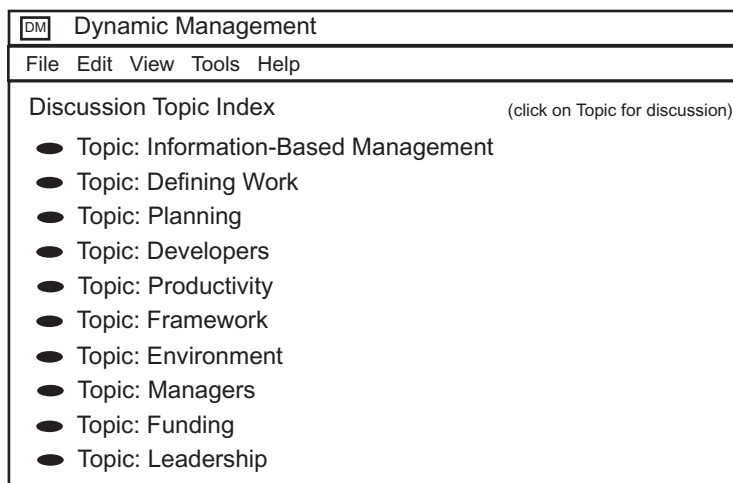 DM Dynamic Management
File Edit View Tools Help
Discussion Topic Index (click on Topic for discussion)
Topic: Information-Based Management
Topic: Defining Work
Topic: Planning
Topic: Developers
Topic: Productivity
Topic: Framework
Topic: Environment
Topic: Managers
Topic: Funding
Topic: Leadership